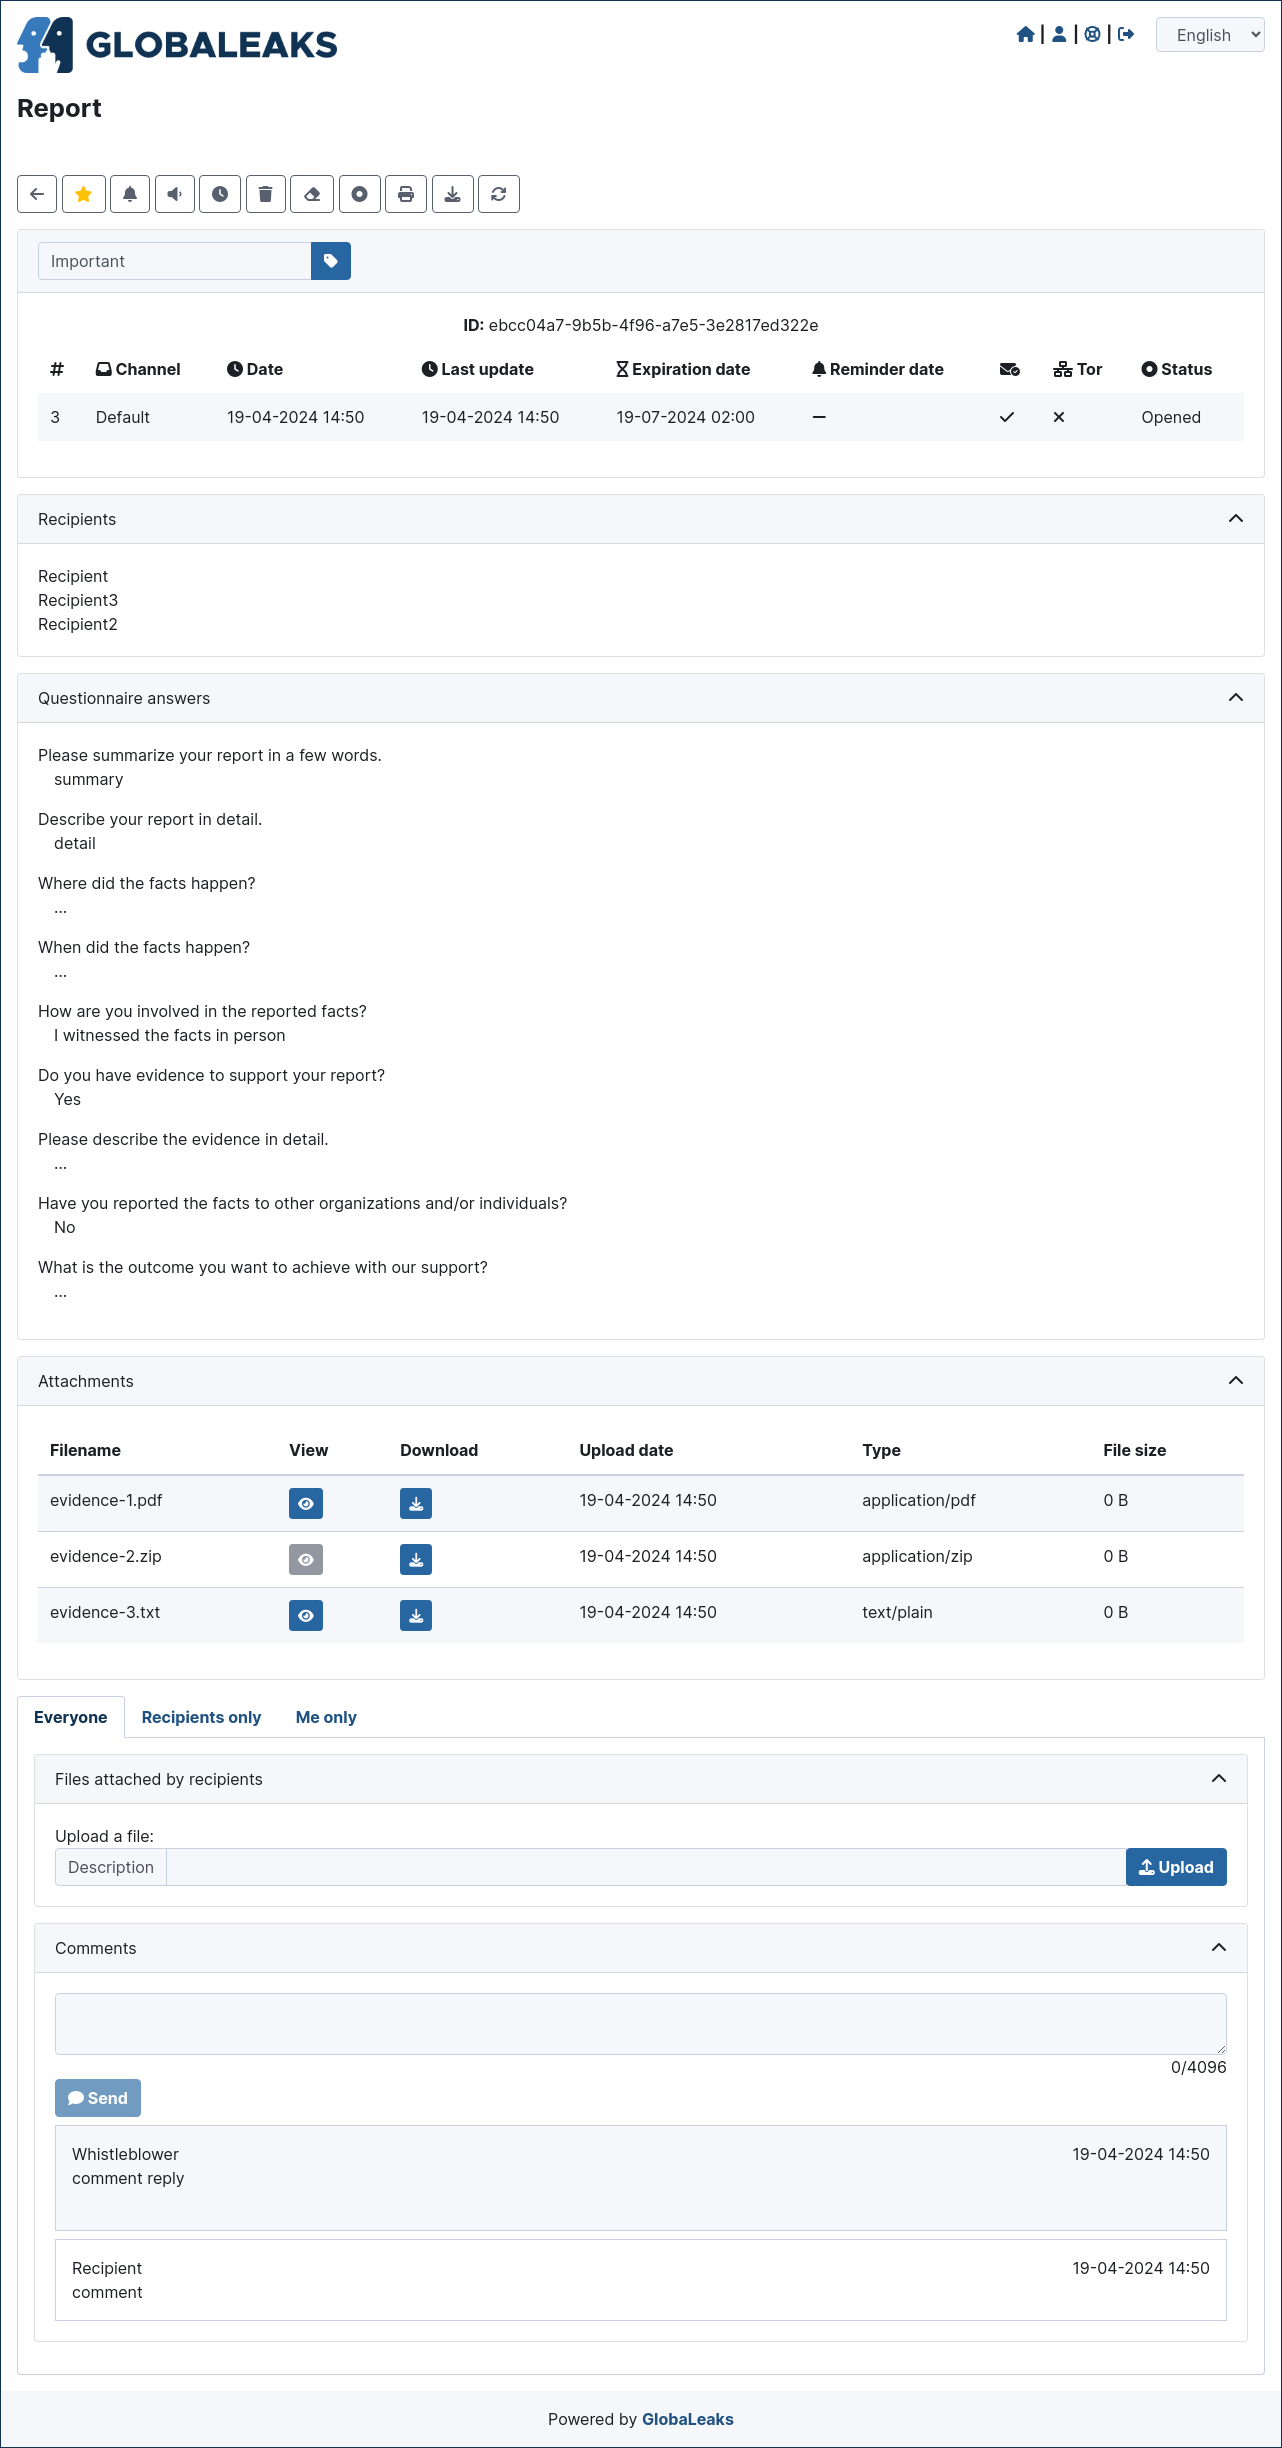 GLOBALEAKS
| | |
English
Report
Important
ID: ebcc04a7-9b5b-4f96-a7e5-3e2817ed322e
# Channel Date Last update Expiration date Reminder date Tor Status
3 Default 19-04-2024 14:50 19-04-2024 14:50 19-07-2024 02:00 Opened
Recipients
Recipient
Recipient3
Recipient2
Questionnaire answers
Please summarize your report in a few words.
summary
Describe your report in detail.
detail
Where did the facts happen?
...
When did the facts happen?
...
How are you involved in the reported facts?
I witnessed the facts in person
Do you have evidence to support your report?
Yes
Please describe the evidence in detail.
...
Have you reported the facts to other organizations and/or individuals?
No
What is the outcome you want to achieve with our support?
...
Attachments
Filename View Download Upload date Type File size
evidence-1.pdf 19-04-2024 14:50 application/pdf 0 B
evidence-2.zip 19-04-2024 14:50 application/zip 0 B
evidence-3.txt 19-04-2024 14:50 text/plain 0 B
Everyone Recipients only Me only
Files attached by recipients
Upload a file:
Description Upload
Comments
0/4096
Send
Whistleblower 19-04-2024 14:50
comment reply
Recipient 19-04-2024 14:50
comment
Powered by GlobaLeaks